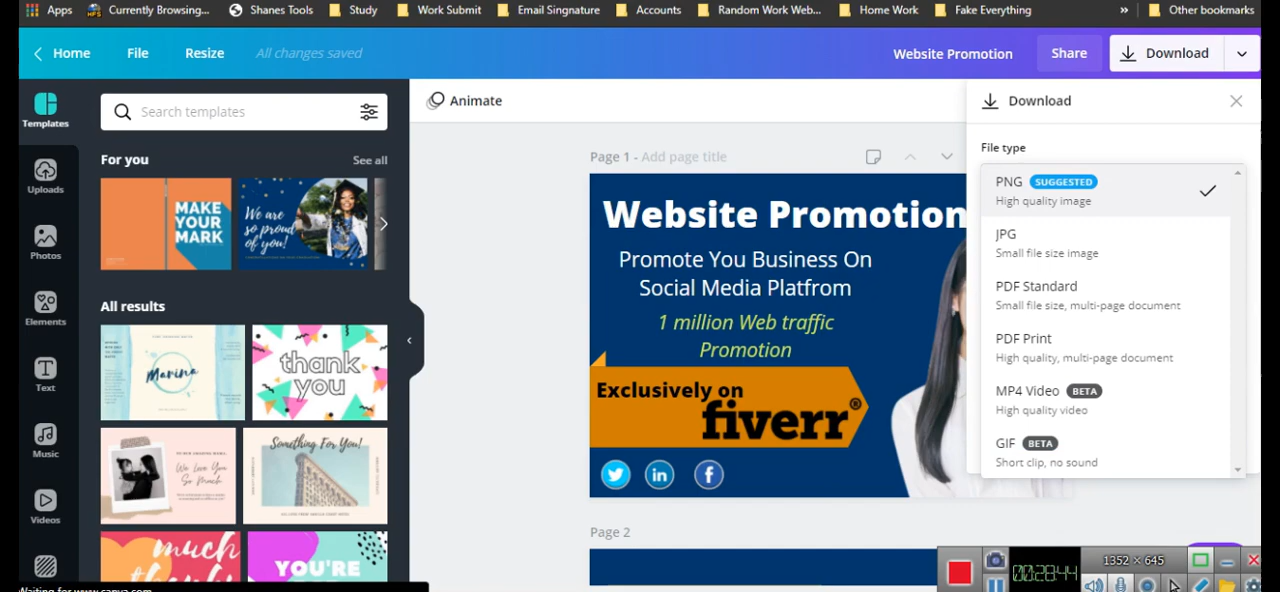 Apps
Currently Browsing...
Shanes Tools
Study
Work Submit
Email Singnature
Accounts
Random Work Web...
Home Work
Fake Everything
»
Other bookmarks
Home
File
Resize
All changes saved
Website Promotion
Share
Download
Templates
Uploads
Photos
Elements
Text
Music
Videos
Search templates
For you
See all
MAKE
YOUR
MARK
We are
so proud
of you!
All results
Marina
thank
you
We Love You
So Much
Something For You!
much
YOU'RE
Animate
Page 1 - Add page title
Website Promotion
Promote You Business On
Social Media Platfrom
1 million Web traffic
Promotion
Exclusively on
fiverr®
Page 2
Download
File type
PNG SUGGESTED
High quality image
JPG
Small file size image
PDF Standard
Small file size, multi-page document
PDF Print
High quality, multi-page document
MP4 Video BETA
High quality video
GIF BETA
Short clip, no sound
1352 × 645
00:28:44
Waiting for www.canva.com...